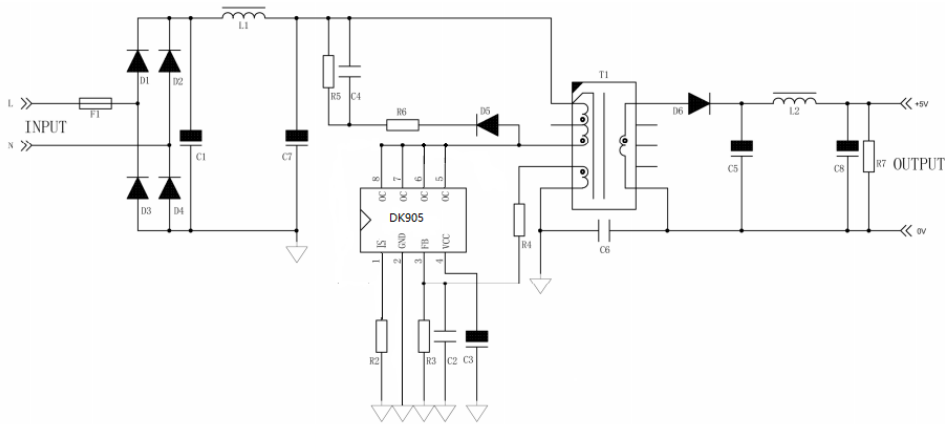 L1
T1
D1
D2
R5
C4
R6
D5
D6
L2
+5V
L
F1
INPUT
N
C1
C7
C5
C8
R7
OUTPUT
8
7
6
5
OC
OC
OC
OC
DK905
IS
GND
FB
VCC
1
2
3
4
D3
D4
R4
C6
0V
R2
R3
C2
C3